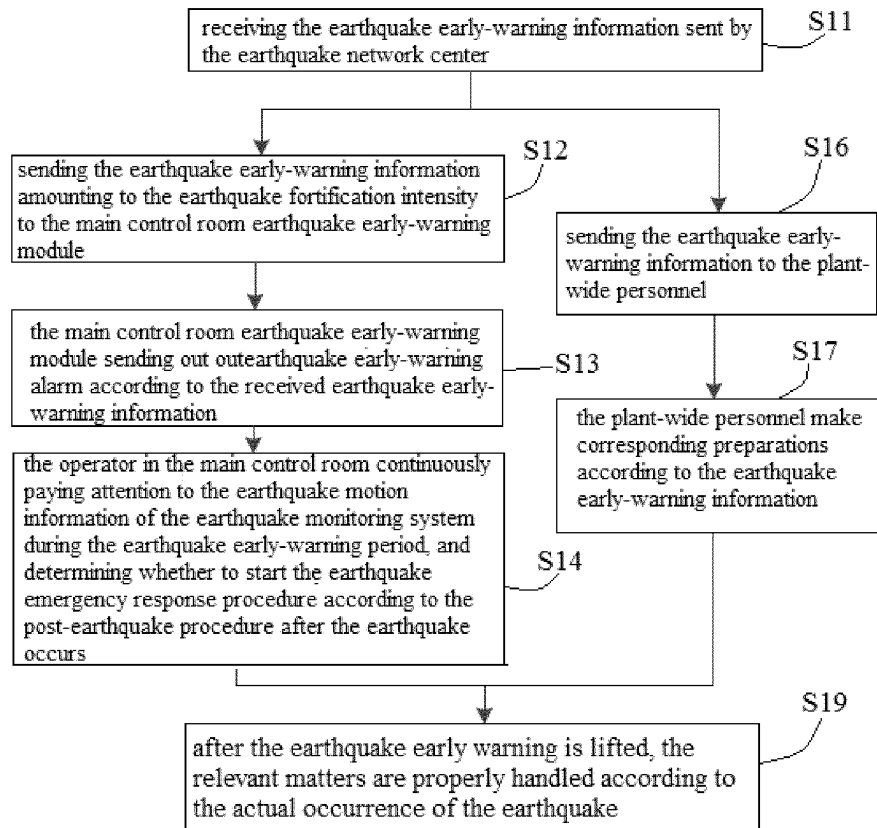 receiving the earthquake early-warning information sent by
the earthquake network center
S11
sending the earthquake early-warning information
amounting to the earthquake fortification intensity
to the main control room earthquake early-warning
module
S12
the main control room earthquake early-warning
module sending out outearthquake early-warning
alarm according to the received earthquake early-
warning information
S13
the operator in the main control room continuously
paying attention to the earthquake motion
information of the earthquake monitoring system
during the earthquake early-warning period, and
determining whether to start the earthquake
emergency response procedure according to the
post-earthquake procedure after the earthquake
occurs
S14
S16
sending the earthquake early-
warning information to the plant-
wide personnel
S17
the plant-wide personnel make
corresponding preparations
according to the earthquake
early-warning information
S19
after the earthquake early warning is lifted, the
relevant matters are properly handled according to
the actual occurrence of the earthquake